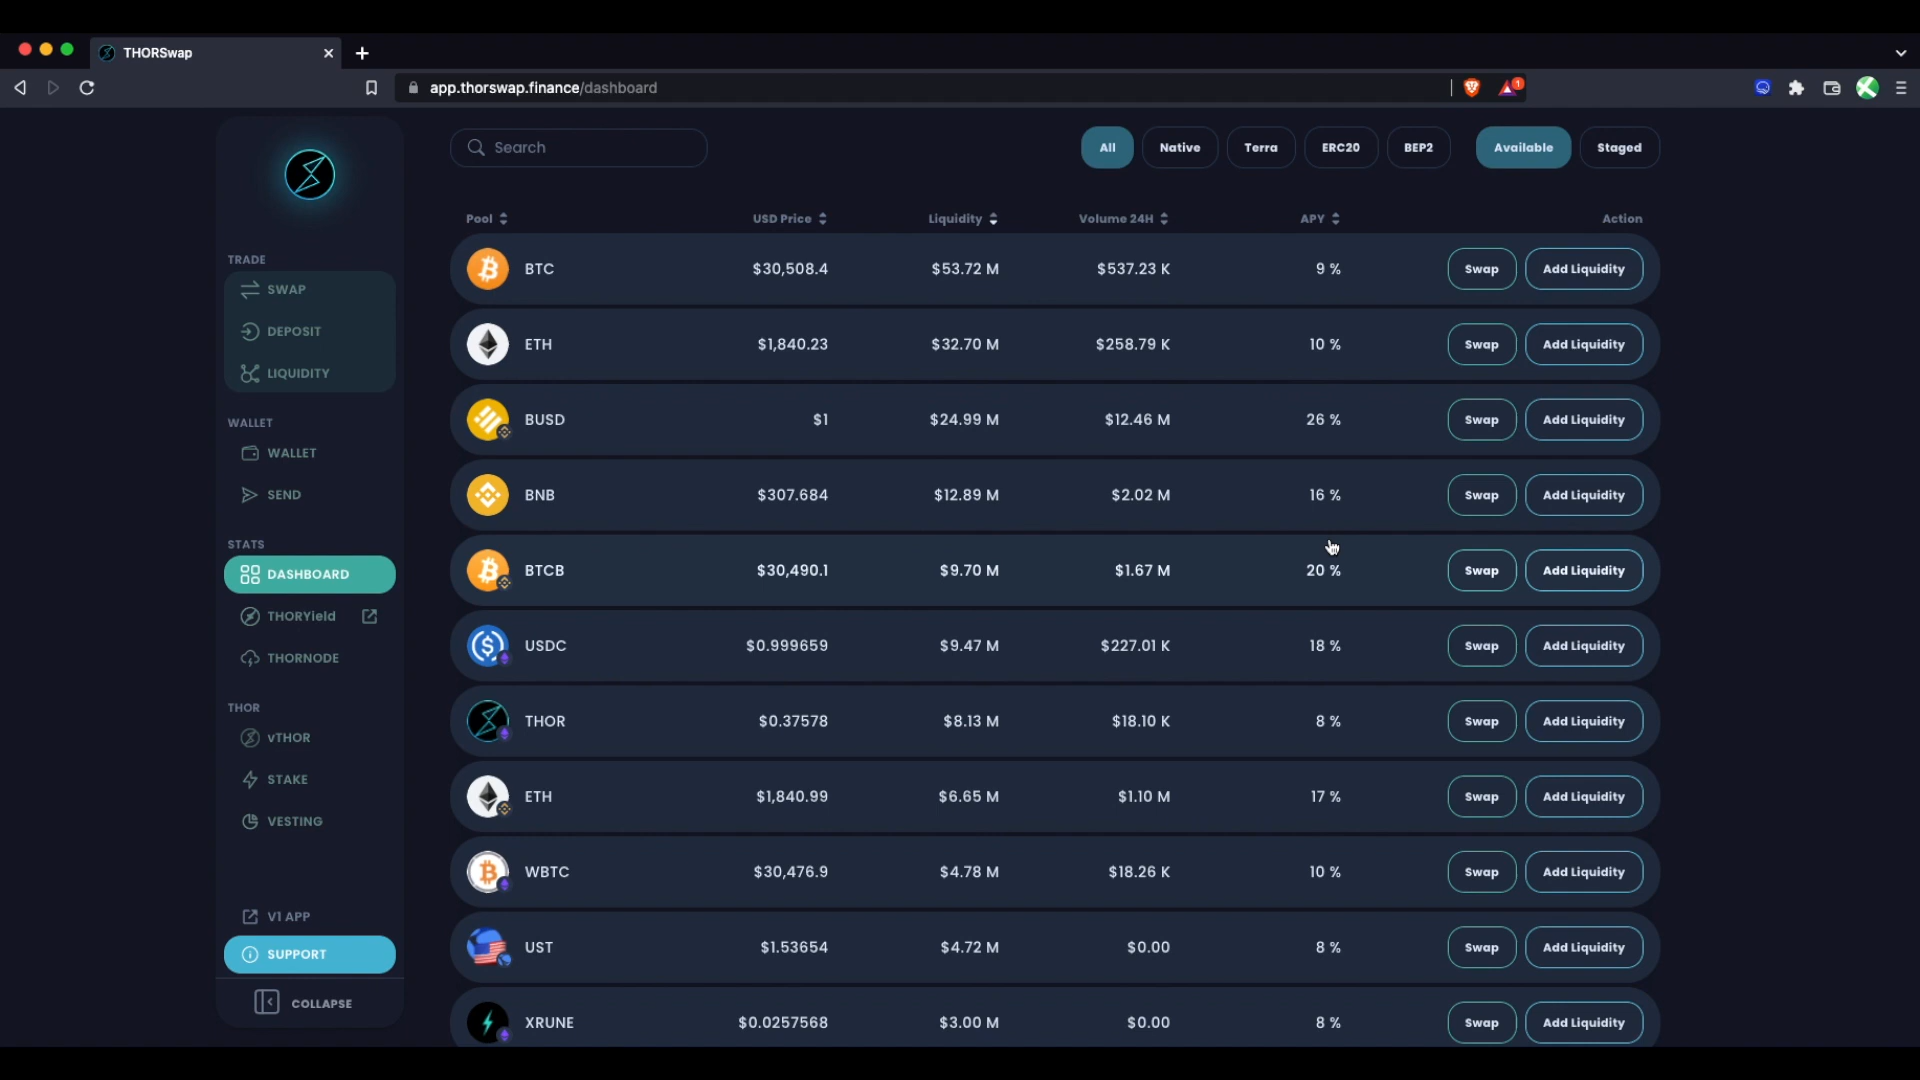 THORSwap
app.thorswap.finance/dashboard
1
Search
All Native Terra ERC20 BEP2 Available Staged
TRADE
SWAP
DEPOSIT
LIQUIDITY
WALLET
WALLET
SEND
STATS
DASHBOARD
THORYield
THORNODE
THOR
vTHOR
STAKE
VESTING
V1 APP
SUPPORT
COLLAPSE
Pool USD Price Liquidity Volume 24H APY Action
BTC $30,508.4 $53.72 M $537.23 K 9 % Swap Add Liquidity
ETH $1,840.23 $32.70 M $258.79 K 10 % Swap Add Liquidity
BUSD $1 $24.99 M $12.46 M 26 % Swap Add Liquidity
BNB $307.684 $12.89 M $2.02 M 16 % Swap Add Liquidity
BTCB $30,490.1 $9.70 M $1.67 M 20 % Swap Add Liquidity
USDC $0.999659 $9.47 M $227.01 K 18 % Swap Add Liquidity
THOR $0.37578 $8.13 M $18.10 K 8 % Swap Add Liquidity
ETH $1,840.99 $6.65 M $1.10 M 17 % Swap Add Liquidity
WBTC $30,476.9 $4.78 M $18.26 K 10 % Swap Add Liquidity
UST $1.53654 $4.72 M $0.00 8 % Swap Add Liquidity
XRUNE $0.0257568 $3.00 M $0.00 8 % Swap Add Liquidity